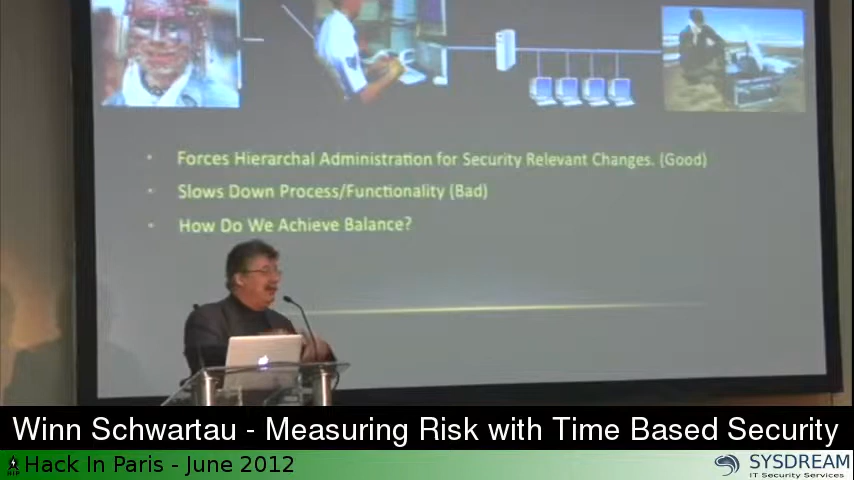 Forces Hierarchal Administration for Security Relevant Changes. (Good)
Slows Down Process/Functionality (Bad)
How Do We Achieve Balance?
Winn Schwartau - Measuring Risk with Time Based Security
Hack In Paris - June 2012
SYSDREAM
IT Security Services